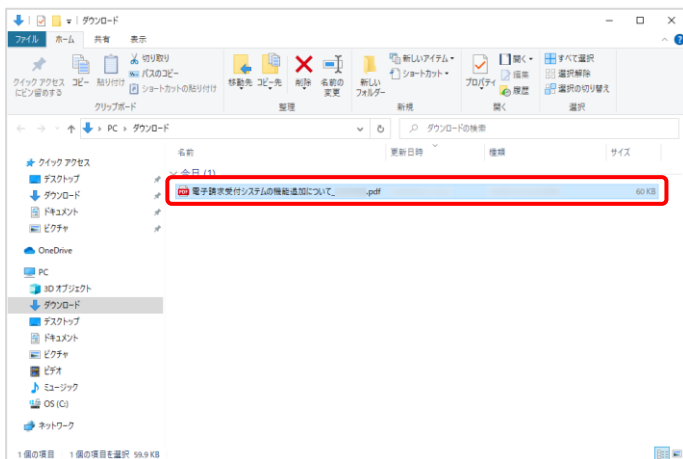 ダウンロード
ファイル ホーム 共有 表示
クイック アクセスにピン留めする
コピー
貼り付け
切り取り
パスのコピー
ショートカットの貼り付け
移動先
コピー先
削除
名前の変更
新しいフォルダー
新しいアイテム
ショートカット
プロパティ
開く
編集
履歴
すべて選択
選択解除
選択の切り替え
クリップボード 整理 新規 開く 選択
PC › ダウンロード
ダウンロードの検索
名前 更新日時 種類 サイズ
今日 (1)
電子請求受付システムの機能追加について_ .pdf 60 KB
クイック アクセス
デスクトップ
ダウンロード
ドキュメント
ピクチャ
OneDrive
PC
3D オブジェクト
ダウンロード
デスクトップ
ドキュメント
ピクチャ
ビデオ
ミュージック
OS (C:)
ネットワーク
1 個の項目 1 個の項目を選択 59.9 KB